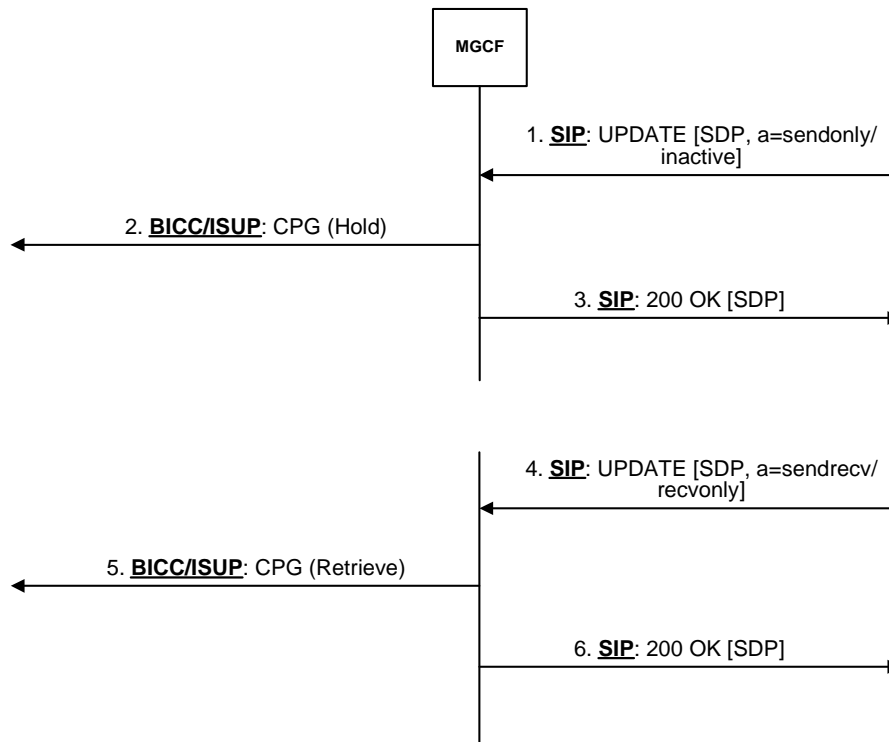 MGCF
1. SIP: UPDATE [SDP, a=sendonly/
inactive]
2. BICC/ISUP: CPG (Hold)
3. SIP: 200 OK [SDP]
4. SIP: UPDATE [SDP, a=sendrecv/
recvonly]
5. BICC/ISUP: CPG (Retrieve)
6. SIP: 200 OK [SDP]